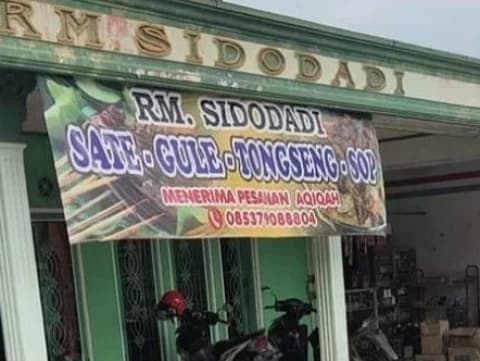 RM SIDODADI
RM. SIDODADI
SATE - GULE - TONGSENG - SOP
MENERIMA PESANAN AQIQAH
085379088804